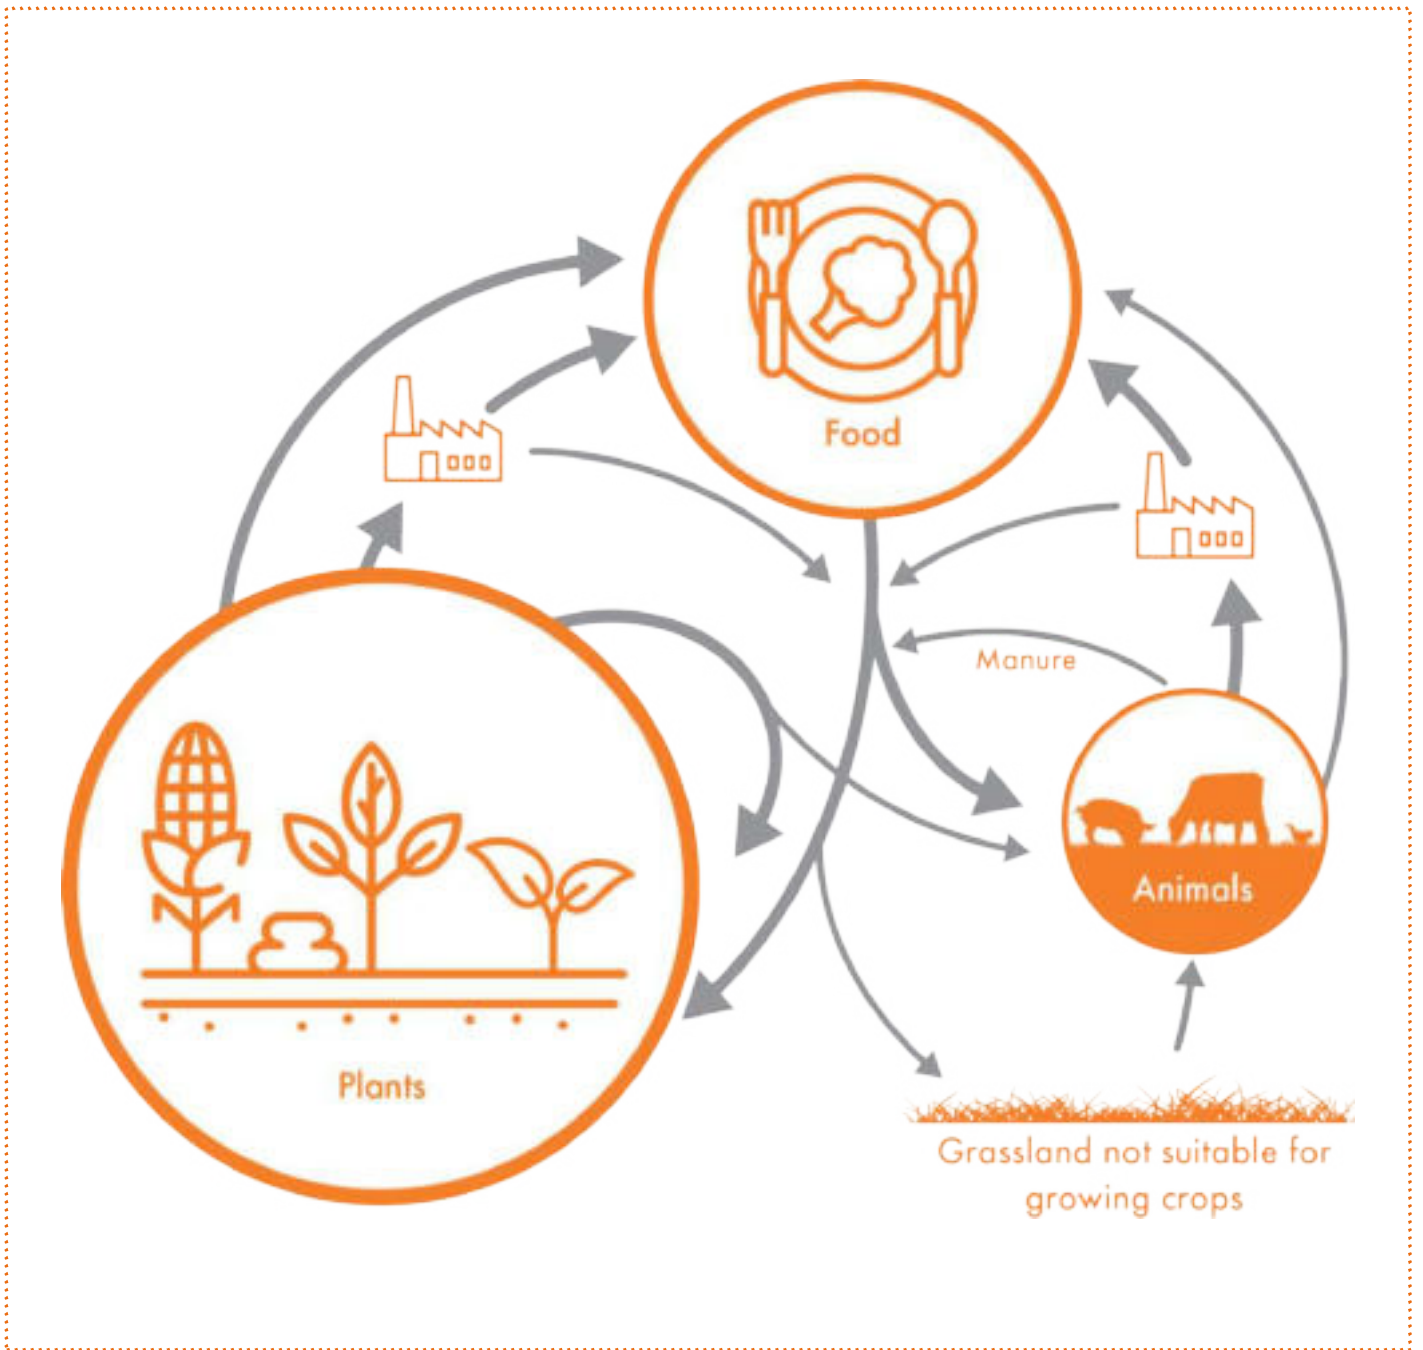 Food
Manure
Animals
Plants
Grassland not suitable for
growing crops